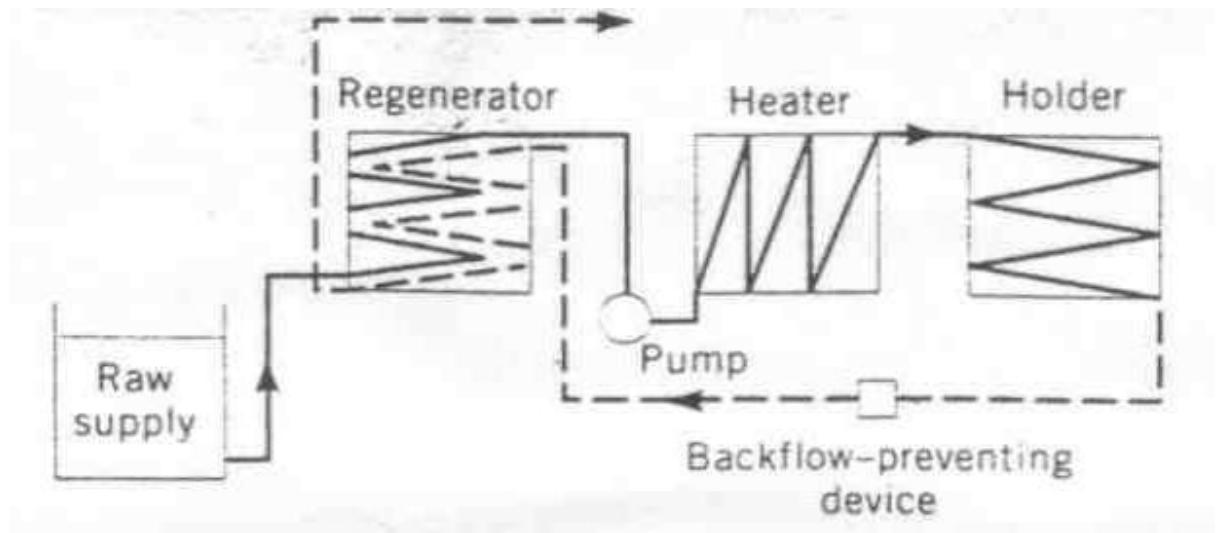 Regenerator
Heater
Holder
Raw
supply
Pump
Backflow-preventing
device